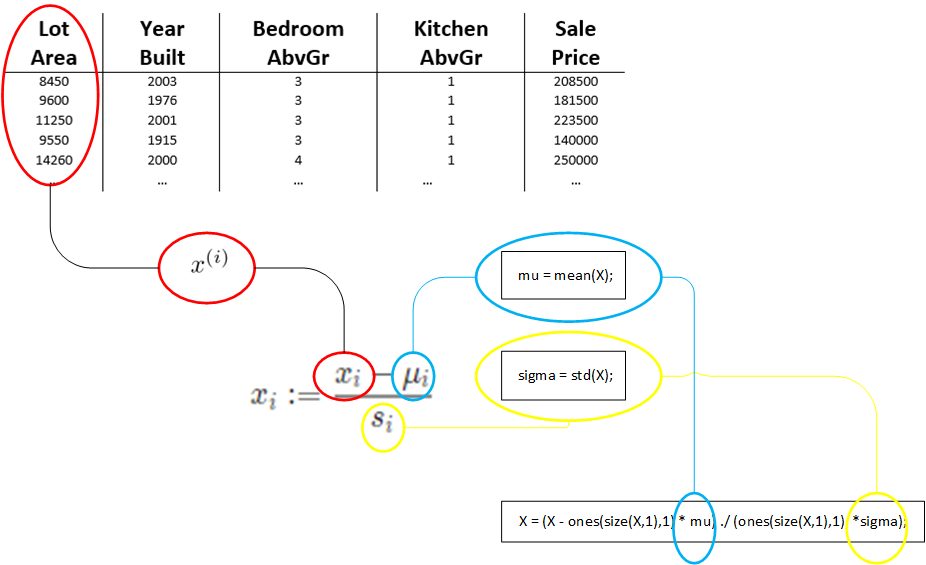 Lot Area Year Built Bedroom AbvGr Kitchen AbvGr Sale Price
8450 2003 3 1 208500
9600 1976 3 1 181500
11250 2001 3 1 223500
9550 1915 3 1 140000
14260 2000 4 1 250000
... ... ... ... ...
x^(i)
mu = mean(X);
sigma = std(X);
x_i := (x_i − μ_i) / s_i
X = (X - ones(size(X,1),1) * mu) ./ (ones(size(X,1),1) *sigma);